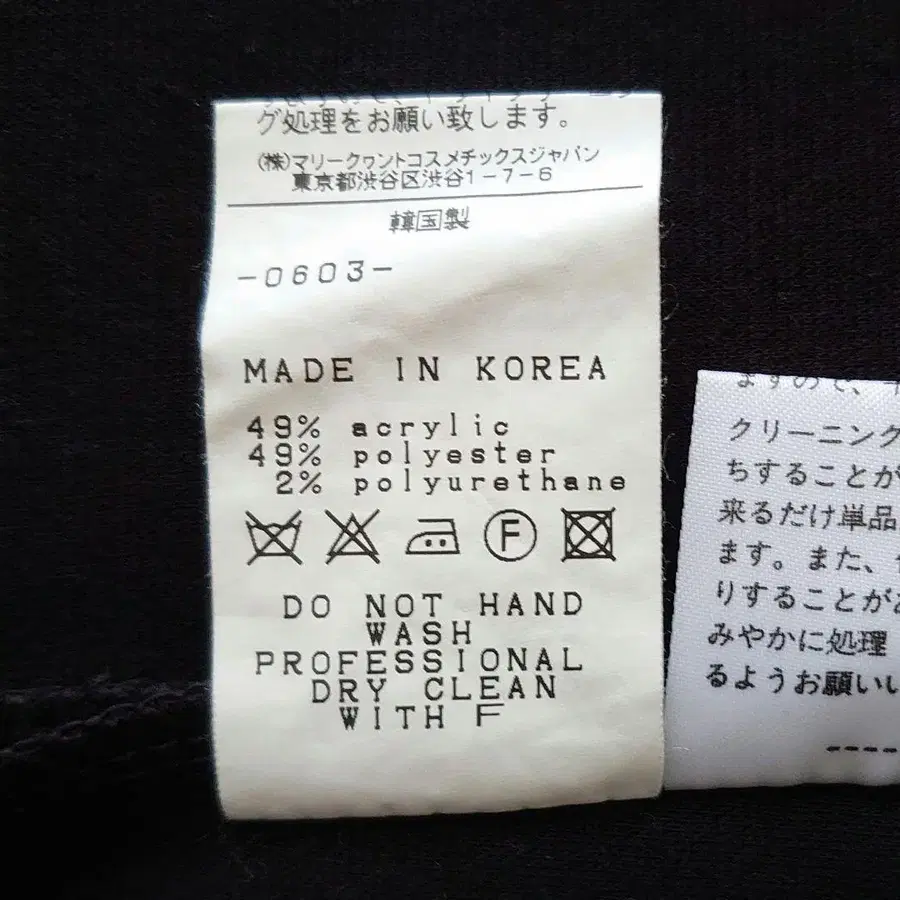 グ処理をお願い致します。
(株)マリークヮントコスメチックスジャパン
東京都渋谷区渋谷1-7-6
韓国製
-0603-
MADE IN KOREA
49% acrylic
49% polyester
2% polyurethane
F
DO NOT HAND
WASH
PROFESSIONAL
DRY CLEAN
WITH F
ますので、
クリーニング
ちすることが
来るだけ単品
ます。また、
りすることが
みやかに処理
るようお願いい
----